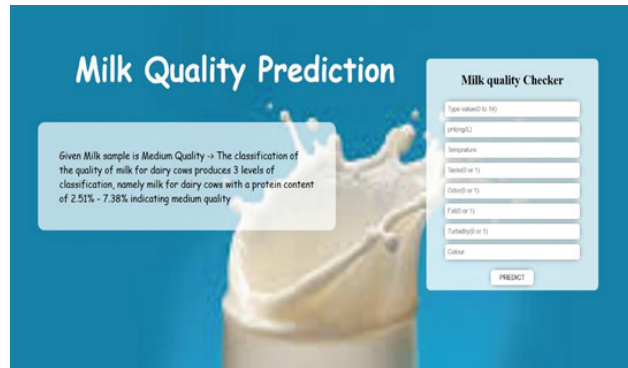 Milk Quality Prediction
Given Milk sample is Medium Quality -> The classification of
the quality of milk for dairy cows produces 3 levels of
classification, namely milk for dairy cows with a protein content
of 2.51% - 7.38% indicating medium quality
Milk quality Checker
Type value(0 to 14)
pH(mg/L)
Temprature
Taste(0 or 1)
Odor(0 or 1)
Fat(0 or 1)
Turbidity(0 or 1)
Colour
PREDICT